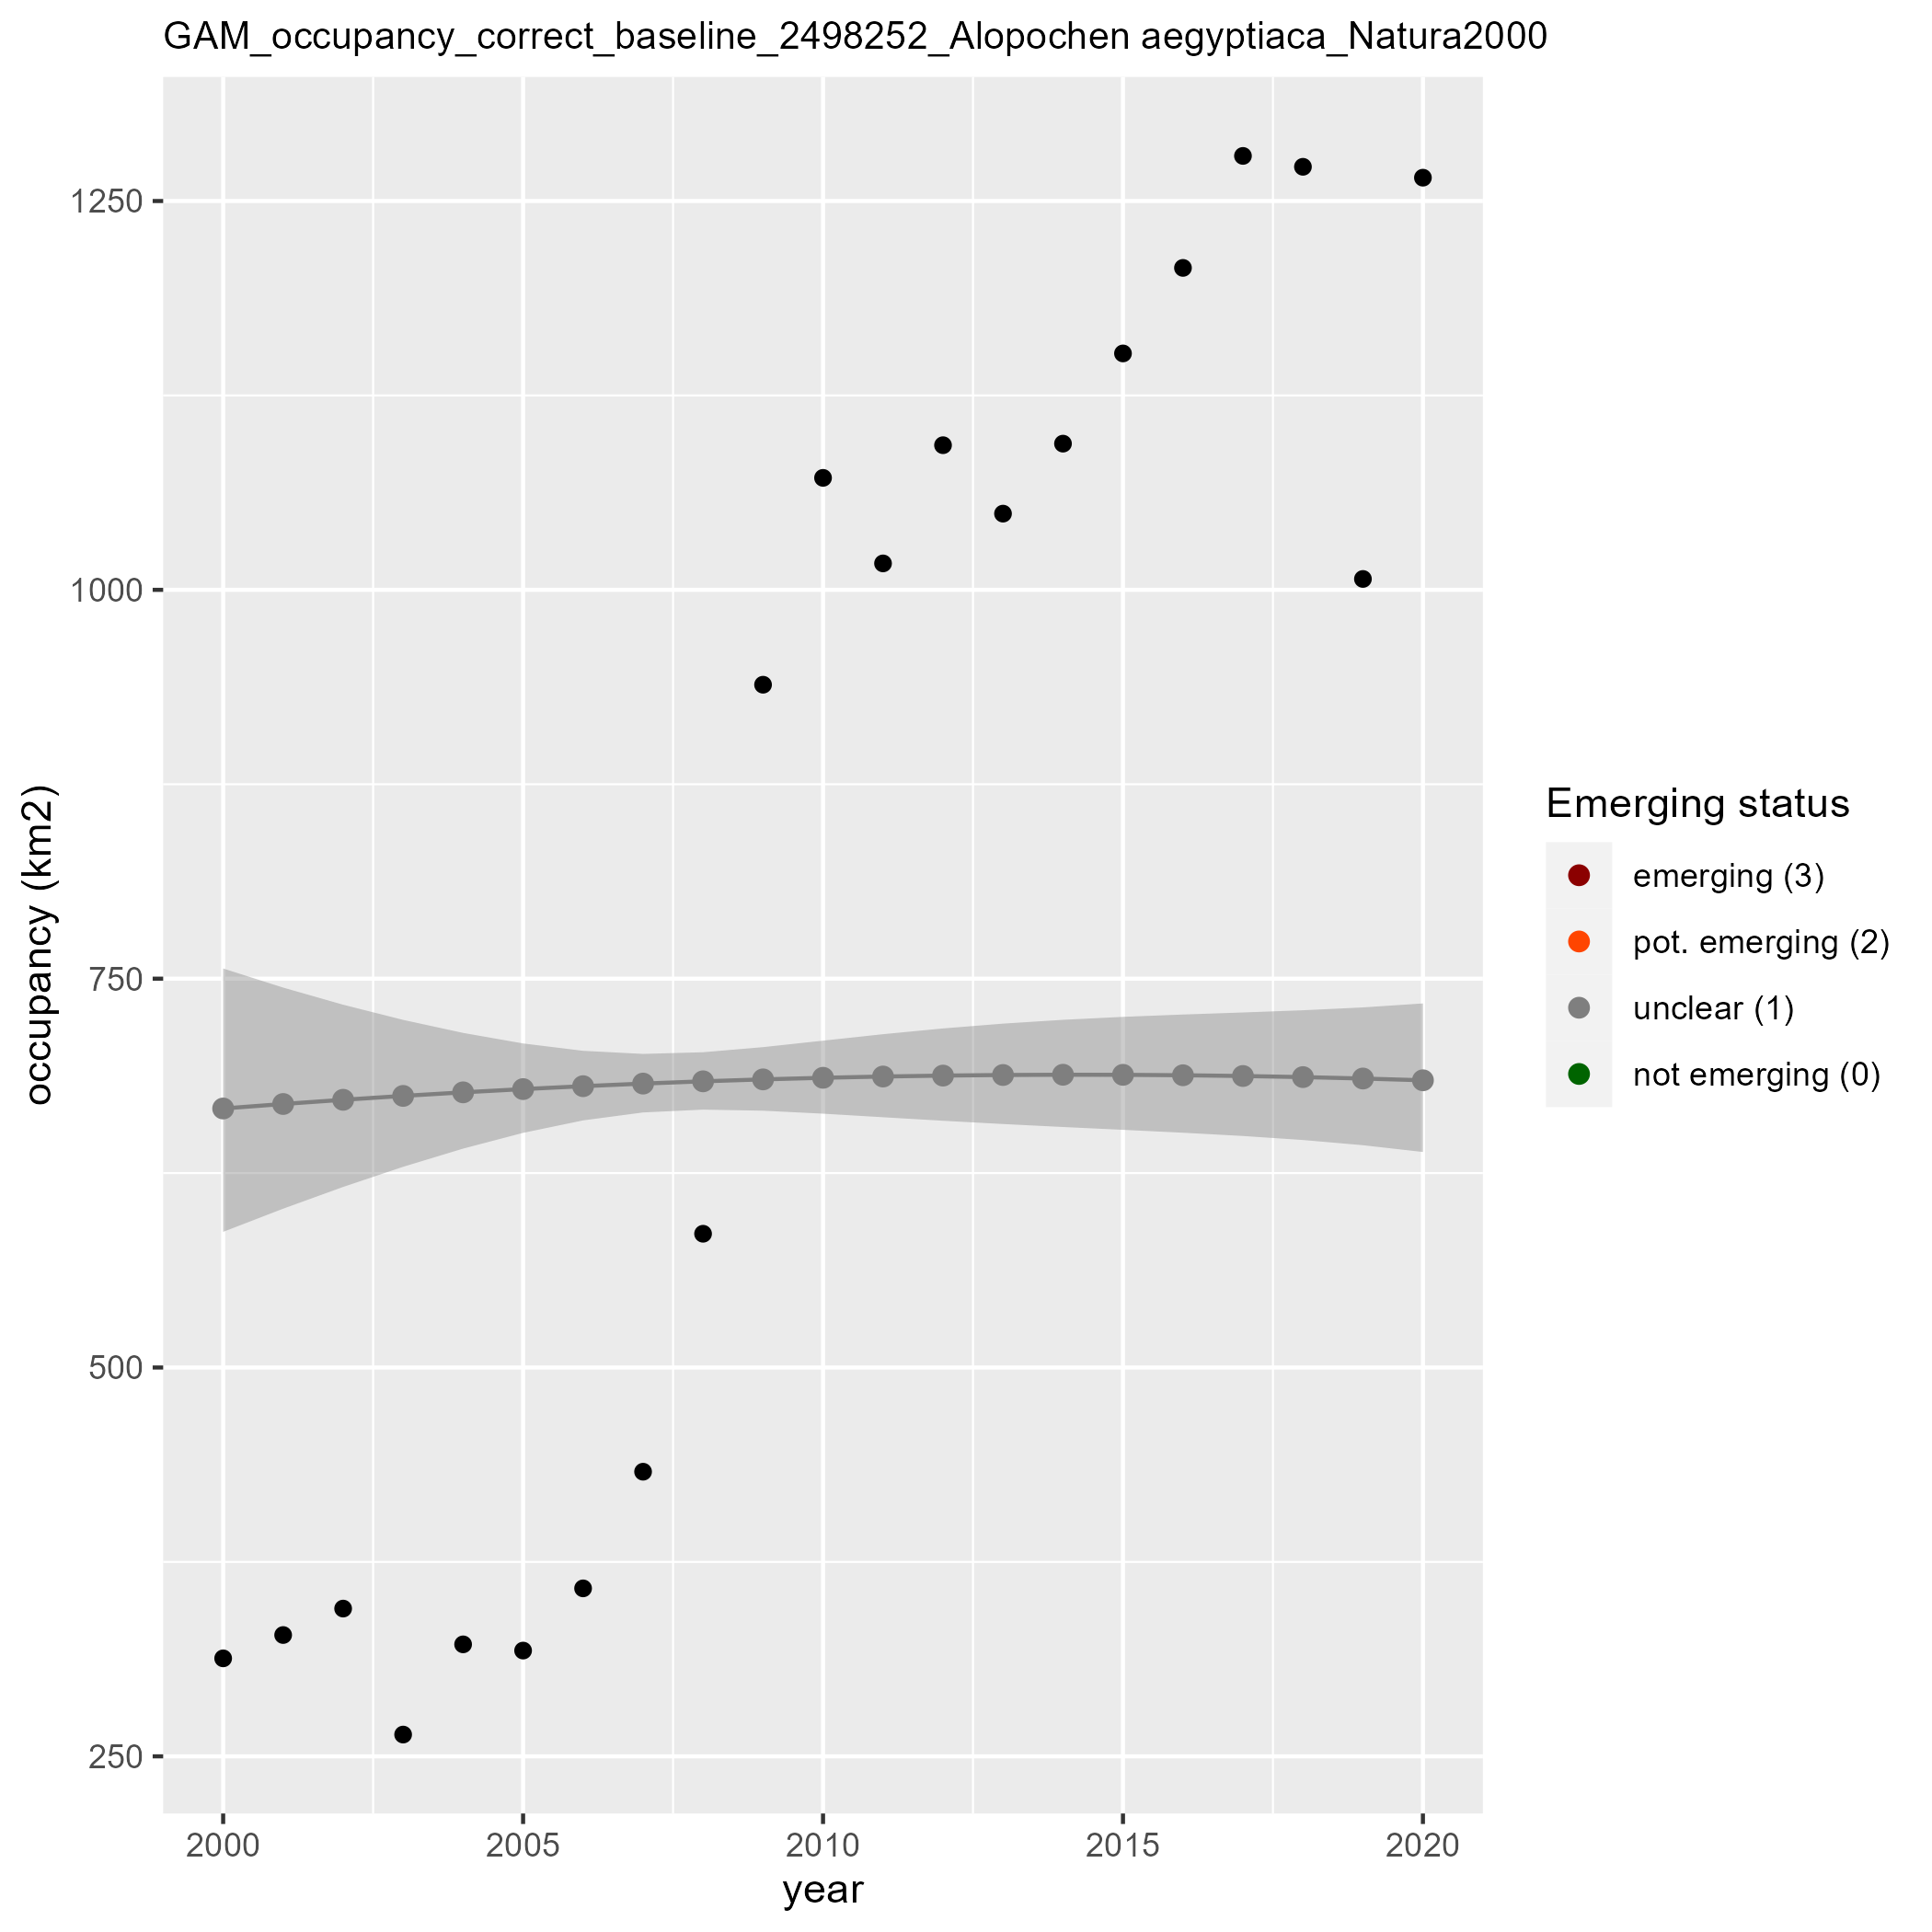 GAM_occupancy_correct_baseline_2498252_Alopochen aegyptiaca_Natura2000
occupancy (km2)
1250
1000
750
500
250
2000 2005 2010 2015 2020
year
Emerging status
emerging (3)
pot. emerging (2)
unclear (1)
not emerging (0)